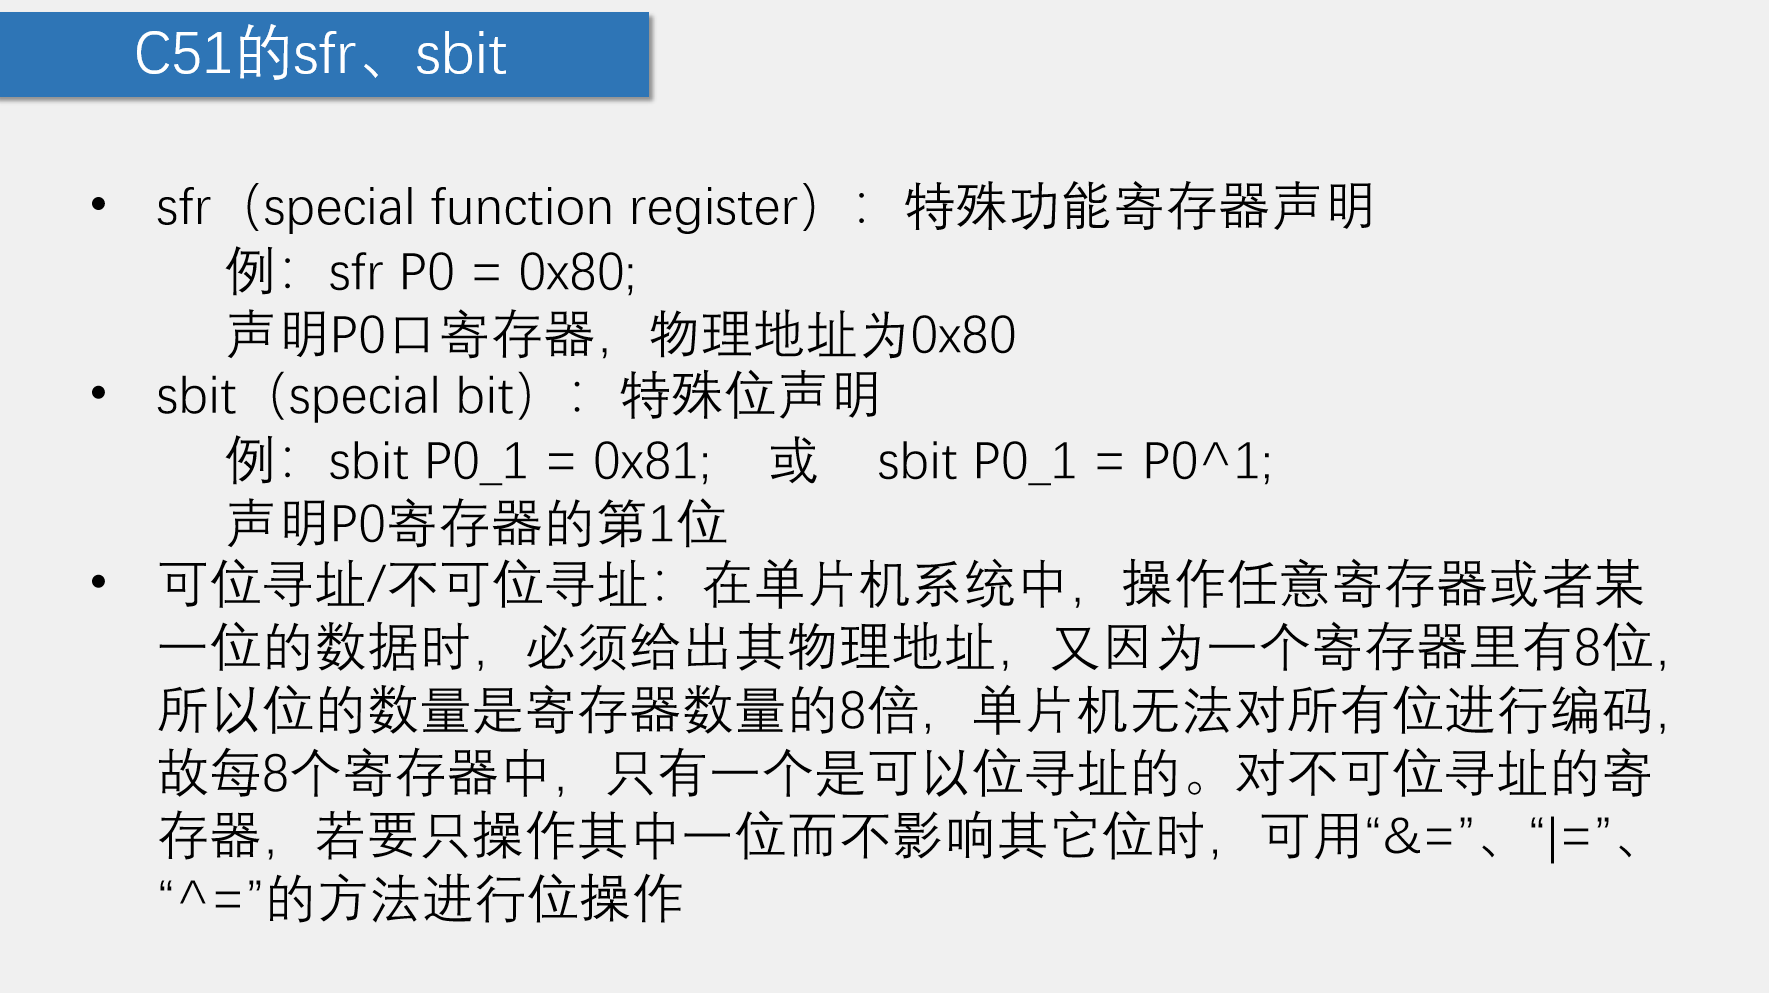 C51的sfr、sbit
• sfr（special function register）：特殊功能寄存器声明
例：sfr P0 = 0x80;
声明P0口寄存器，物理地址为0x80
• sbit（special bit）：特殊位声明
例：sbit P0_1 = 0x81; 或 sbit P0_1 = P0^1;
声明P0寄存器的第1位
• 可位寻址/不可位寻址：在单片机系统中，操作任意寄存器或者某
一位的数据时，必须给出其物理地址，又因为一个寄存器里有8位，
所以位的数量是寄存器数量的8倍，单片机无法对所有位进行编码，
故每8个寄存器中，只有一个是可以位寻址的。对不可位寻址的寄
存器，若要只操作其中一位而不影响其它位时，可用“&=”、“|=”、
“^=”的方法进行位操作